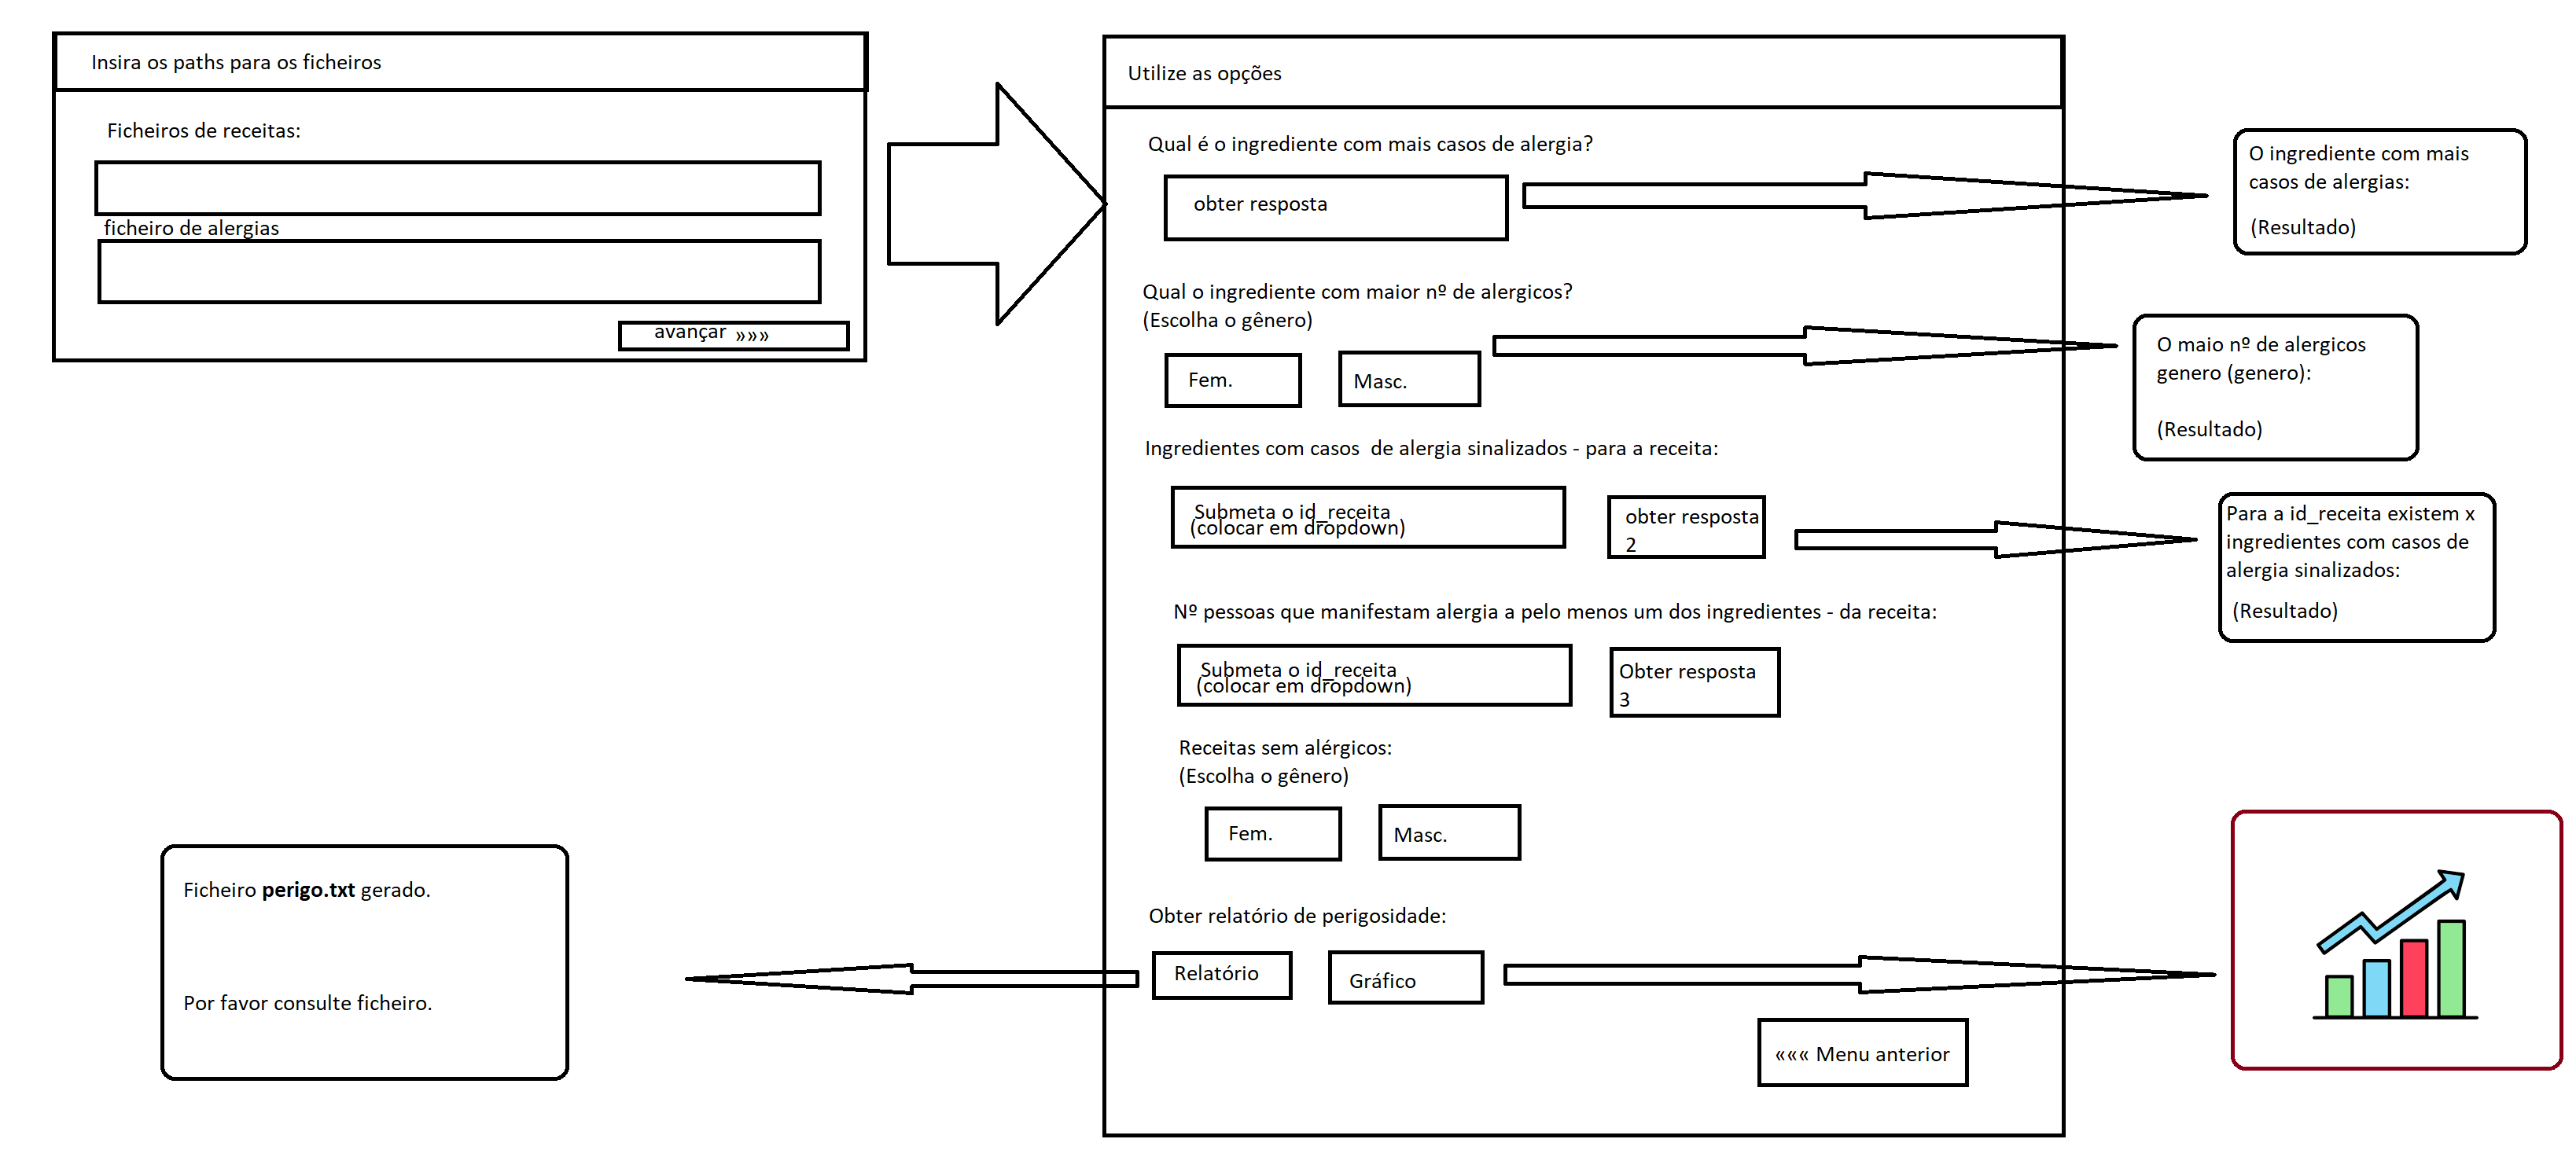 Insira os paths para os ficheiros
Ficheiros de receitas:
ficheiro de alergias
avançar »»»
Utilize as opções
Qual é o ingrediente com mais casos de alergia?
obter resposta
O ingrediente com mais
casos de alergias:
(Resultado)
Qual o ingrediente com maior nº de alergicos?
(Escolha o gênero)
Fem.
Masc.
O maio nº de alergicos
genero (genero):
(Resultado)
Ingredientes com casos  de alergia sinalizados - para a receita:
Submeta o id_receita
(colocar em dropdown)
obter resposta
2
Para a id_receita existem x
ingredientes com casos de
alergia sinalizados:
(Resultado)
Nº pessoas que manifestam alergia a pelo menos um dos ingredientes - da receita:
Submeta o id_receita
(colocar em dropdown)
Obter resposta
3
Receitas sem alérgicos:
(Escolha o gênero)
Fem.
Masc.
Obter relatório de perigosidade:
Relatório
Gráfico
Ficheiro perigo.txt gerado.
Por favor consulte ficheiro.
««« Menu anterior